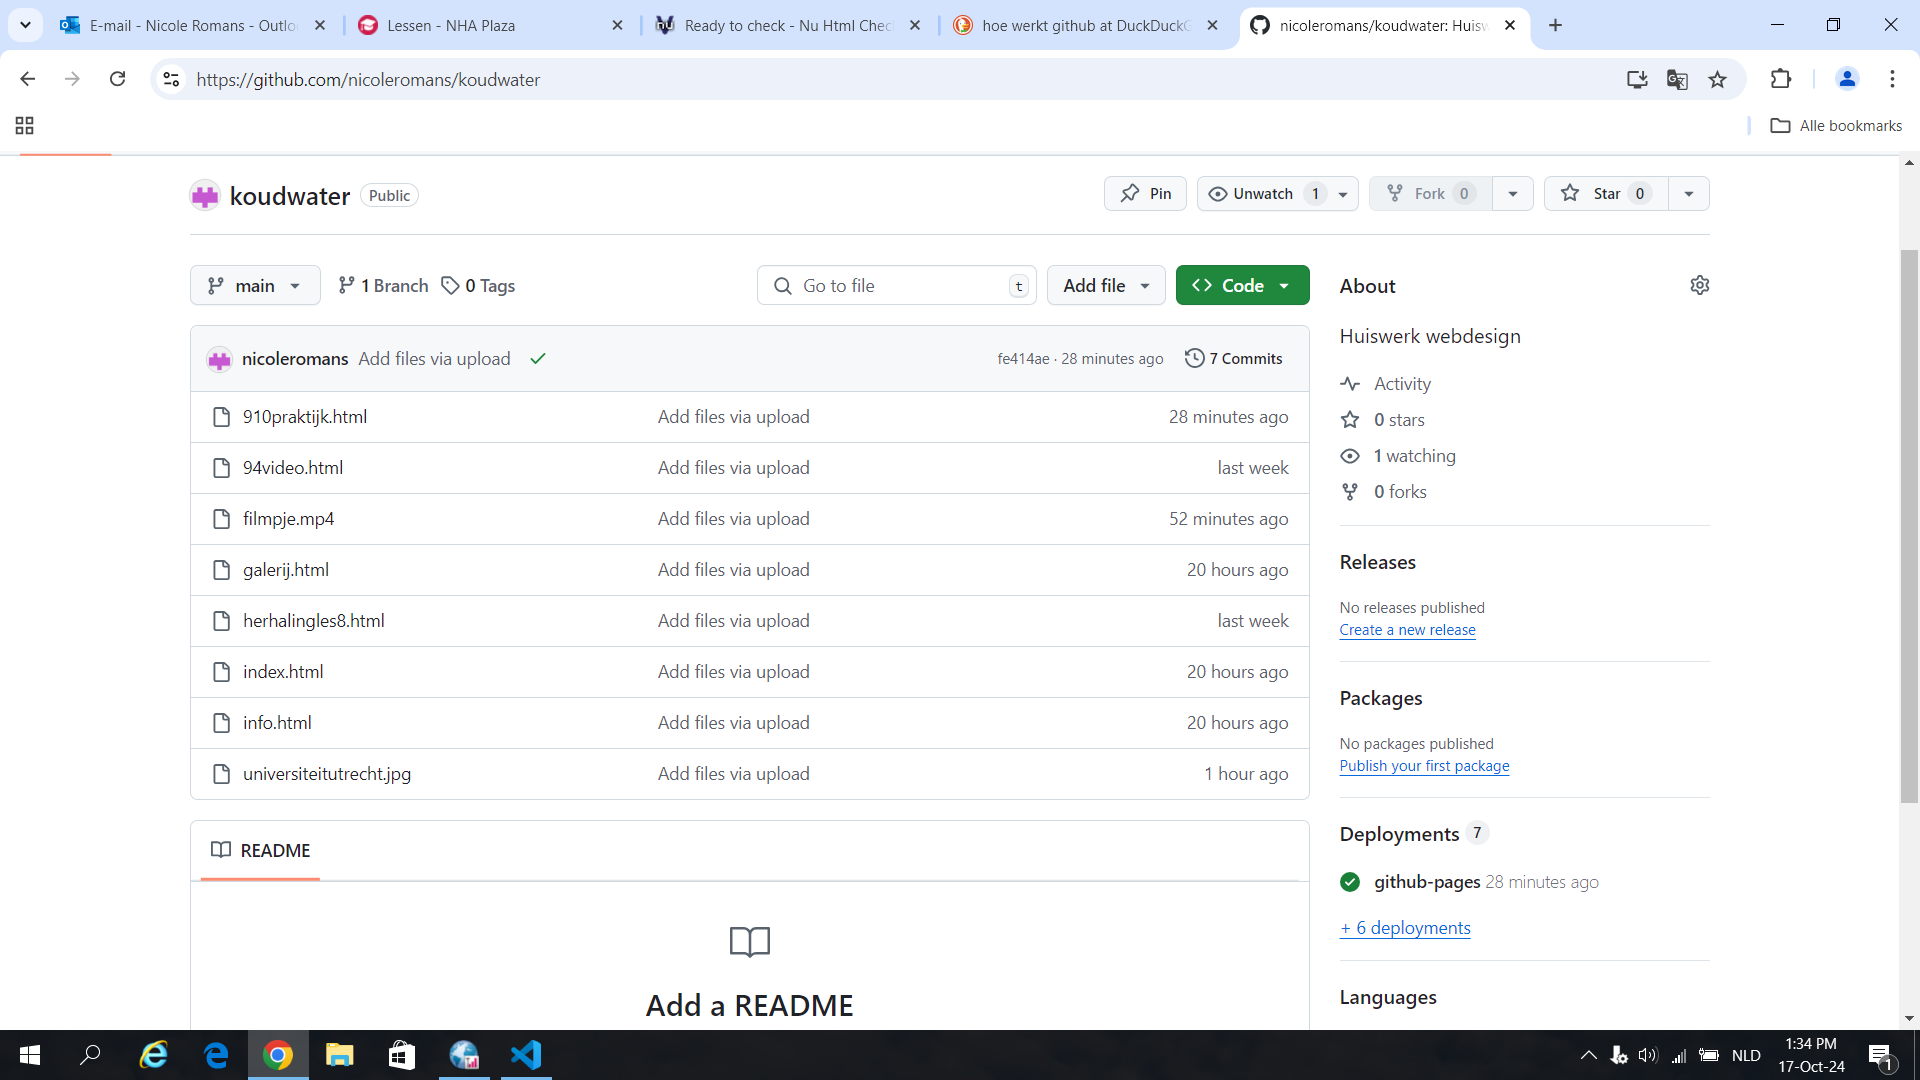 E-mail - Nicole Romans - Outlo
Lessen - NHA Plaza
Ready to check - Nu Html Chec
hoe werkt github at DuckDuckG
nicoleromans/koudwater: Huisw
https://github.com/nicoleromans/koudwater
Alle bookmarks
koudwater Public
Pin
Unwatch 1
Fork 0
Star 0
main
1 Branch
0 Tags
Go to file
t
Add file
Code
About
Huiswerk webdesign
nicoleromans Add files via upload
fe414ae · 28 minutes ago
7 Commits
910praktijk.html Add files via upload 28 minutes ago
94video.html Add files via upload last week
filmpje.mp4 Add files via upload 52 minutes ago
galerij.html Add files via upload 20 hours ago
herhalingles8.html Add files via upload last week
index.html Add files via upload 20 hours ago
info.html Add files via upload 20 hours ago
universiteitutrecht.jpg Add files via upload 1 hour ago
Activity
0 stars
1 watching
0 forks
Releases
No releases published
Create a new release
Packages
No packages published
Publish your first package
Deployments 7
github-pages 28 minutes ago
+ 6 deployments
Languages
README
Add a README
NLD
1:34 PM
17-Oct-24
1